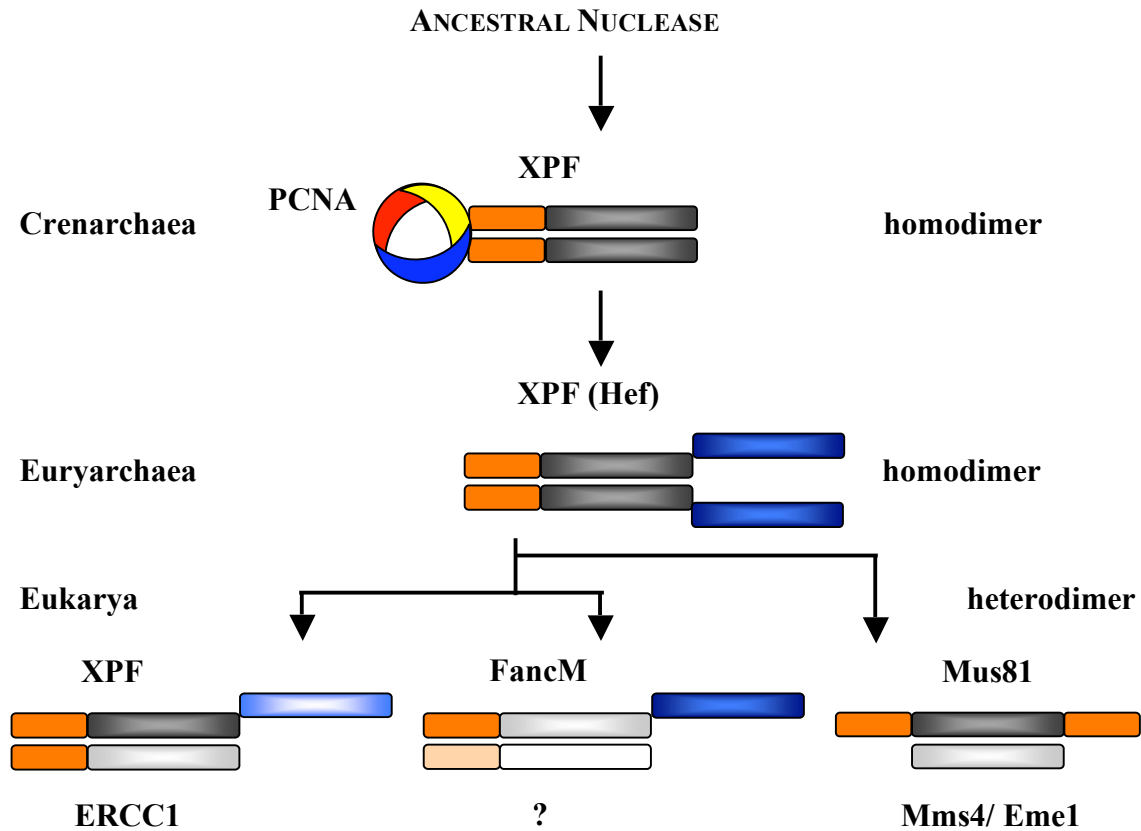 ANCESTRAL NUCLEASE
XPF
PCNA
Crenarchaea
homodimer
XPF (Hef)
Euryarchaea
homodimer
Eukarya
heterodimer
XPF
FancM
Mus81
ERCC1
?
Mms4/ Eme1